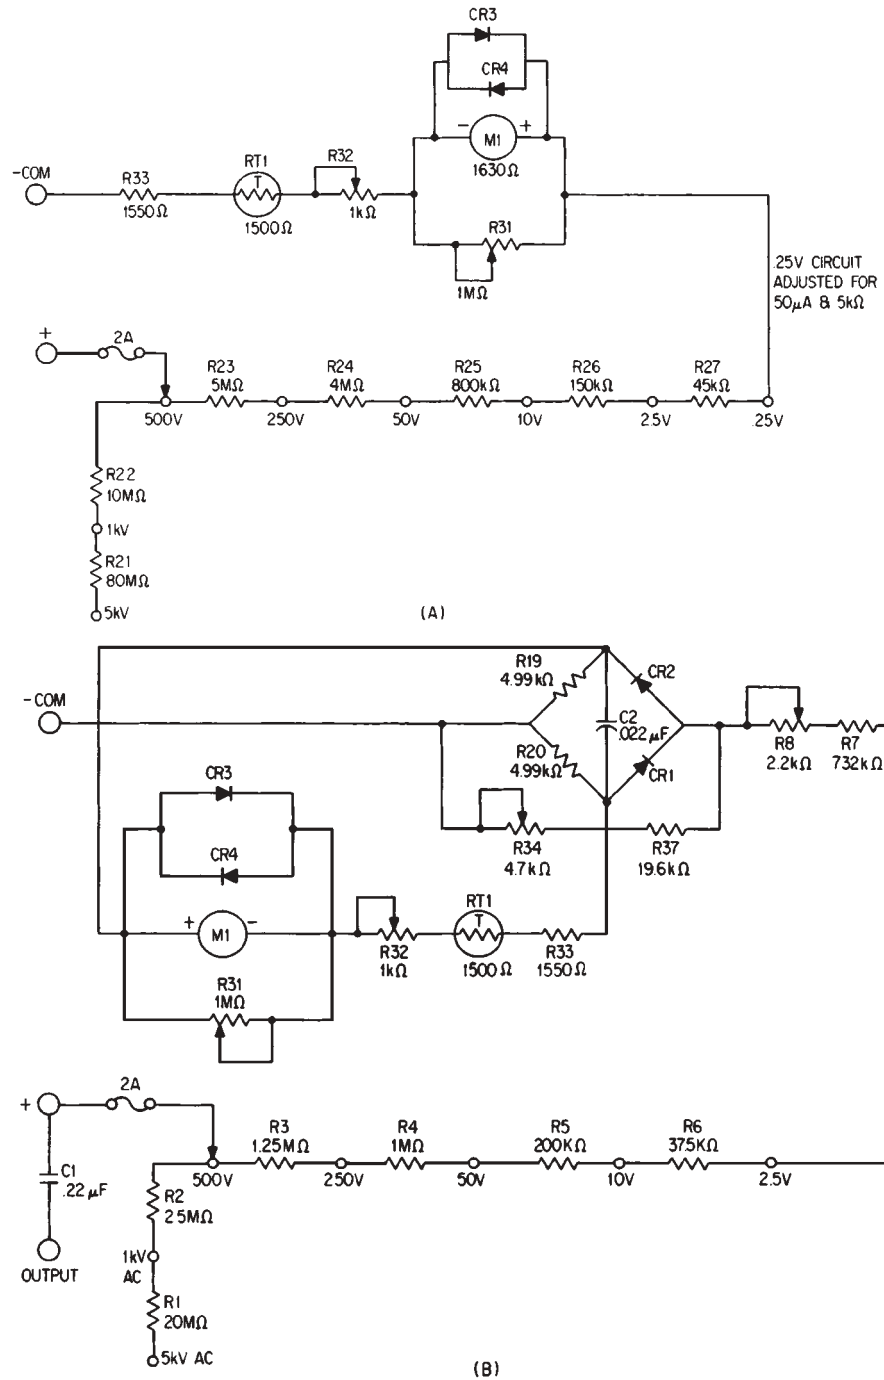 CR3
CR4
- M1 +
1630Ω
-COM
R33
1550Ω
RT1
T
1500Ω
R32
1kΩ
R31
1MΩ
.25V CIRCUIT
ADJUSTED FOR
50µA & 5kΩ
+
2A
R23
5MΩ
R24
4MΩ
R25
800kΩ
R26
150kΩ
R27
45kΩ
500V
250V
50V
10V
2.5V
.25V
R22
10MΩ
1kV
R21
80MΩ
5kV
(A)
-COM
R19
4.99kΩ
CR2
C2
.022µF
R20
4.99kΩ
CR1
R8
2.2kΩ
R7
732kΩ
CR3
CR4
R34
4.7kΩ
R37
19.6kΩ
+ M1 -
R32
1kΩ
RT1
T
1500Ω
R33
1550Ω
R31
1MΩ
+
2A
C1
.22µF
OUTPUT
R3
1.25MΩ
R4
1MΩ
R5
200KΩ
R6
375KΩ
500V
250V
50V
10V
2.5V
R2
2.5MΩ
1kV
AC
R1
20MΩ
5kV AC
(B)